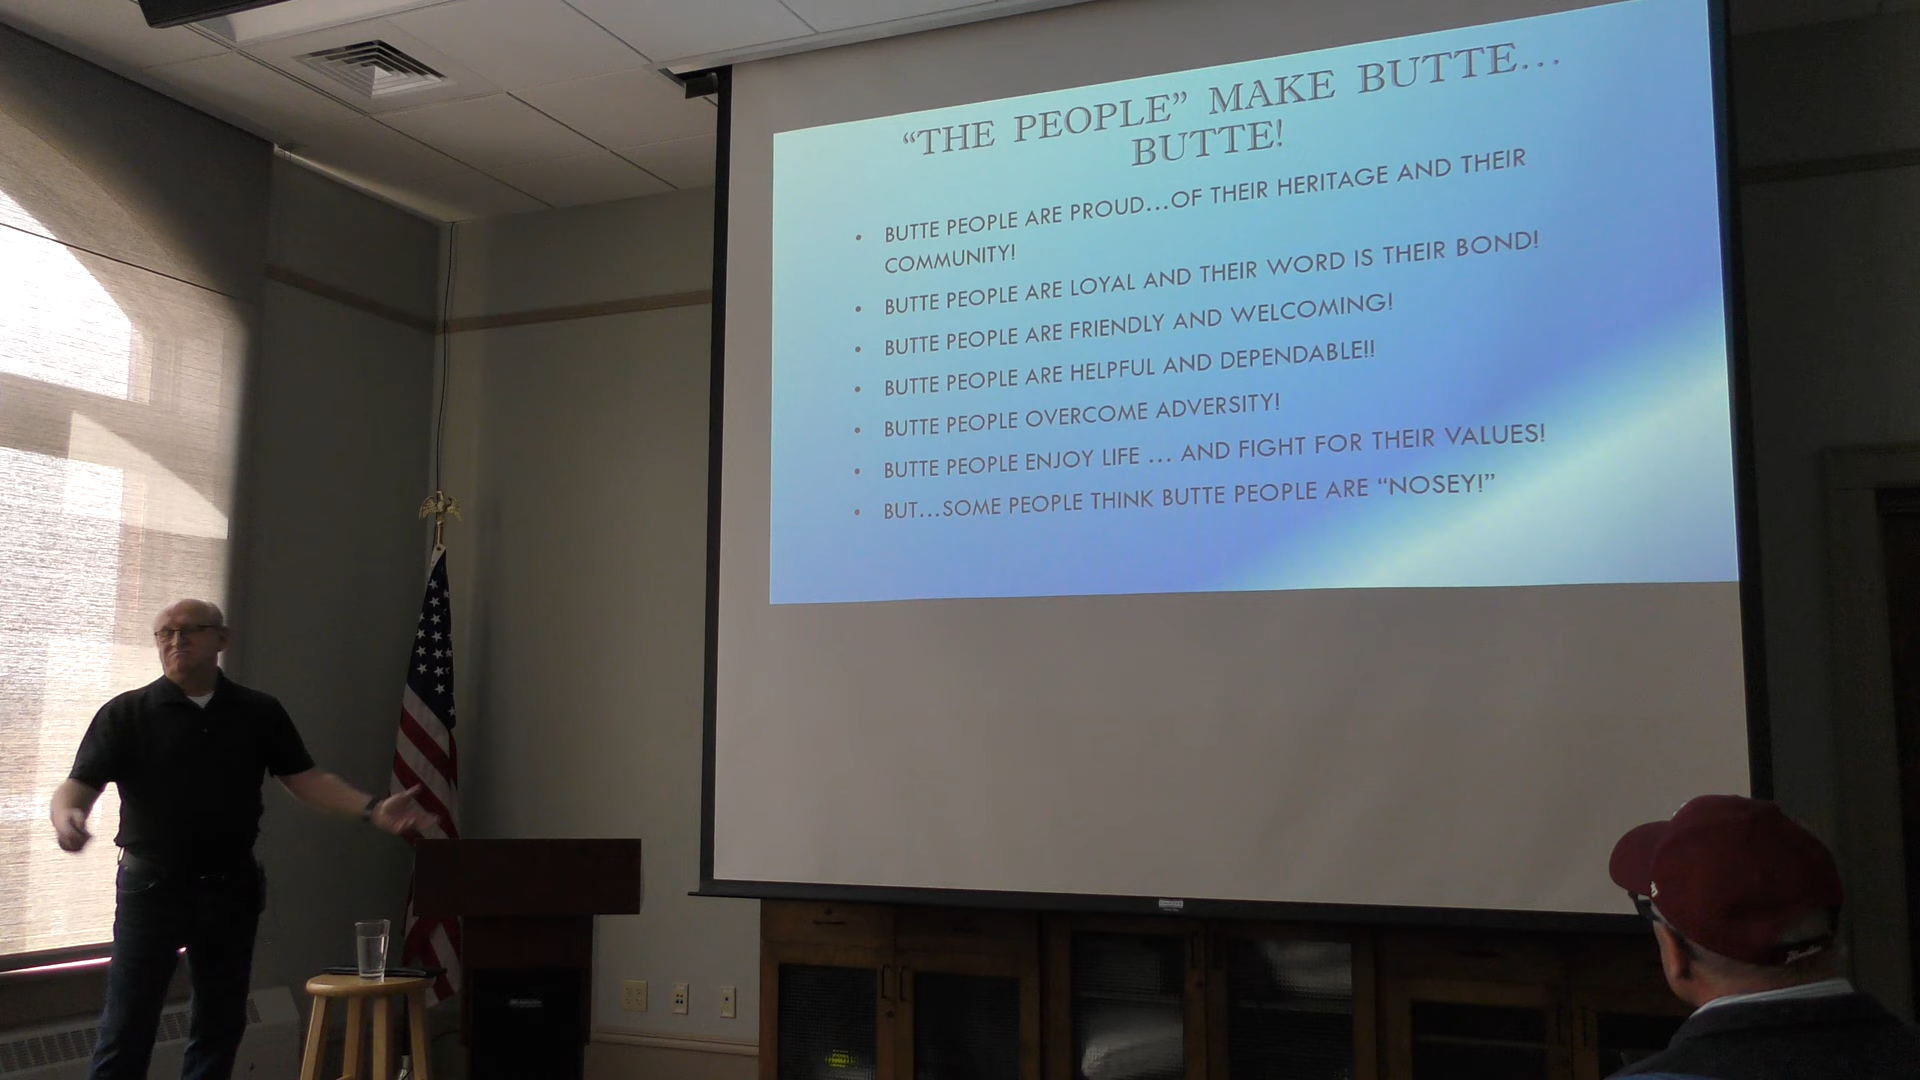 “THE PEOPLE” MAKE BUTTE...
BUTTE!
• BUTTE PEOPLE ARE PROUD...OF THEIR HERITAGE AND THEIR
COMMUNITY!
• BUTTE PEOPLE ARE LOYAL AND THEIR WORD IS THEIR BOND!
• BUTTE PEOPLE ARE FRIENDLY AND WELCOMING!
• BUTTE PEOPLE ARE HELPFUL AND DEPENDABLE!!
• BUTTE PEOPLE OVERCOME ADVERSITY!
• BUTTE PEOPLE ENJOY LIFE ... AND FIGHT FOR THEIR VALUES!
• BUT...SOME PEOPLE THINK BUTTE PEOPLE ARE “NOSEY!”